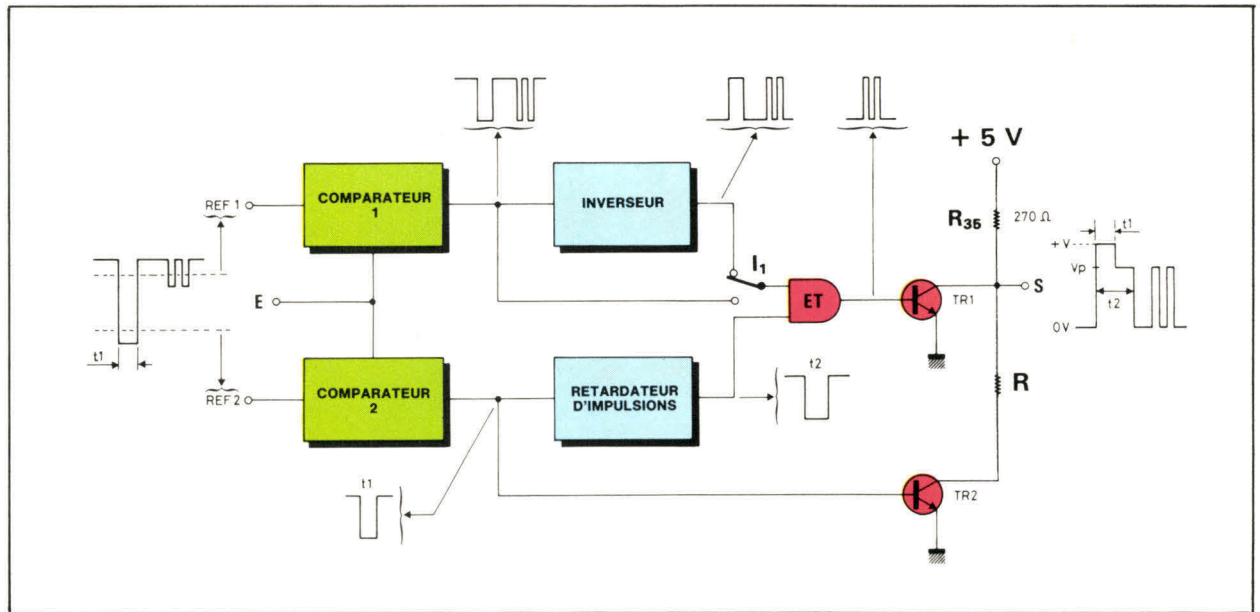 COMPARATEUR
1
INVERSEUR
+ 5 V
REF 1
R35
270 Ω
t1
+V
I1
Vp
S
E
ET
TR1
t2
0V
t1
t2
R
COMPARATEUR
2
RETARDATEUR
D'IMPULSIONS
REF 2
t1
TR2